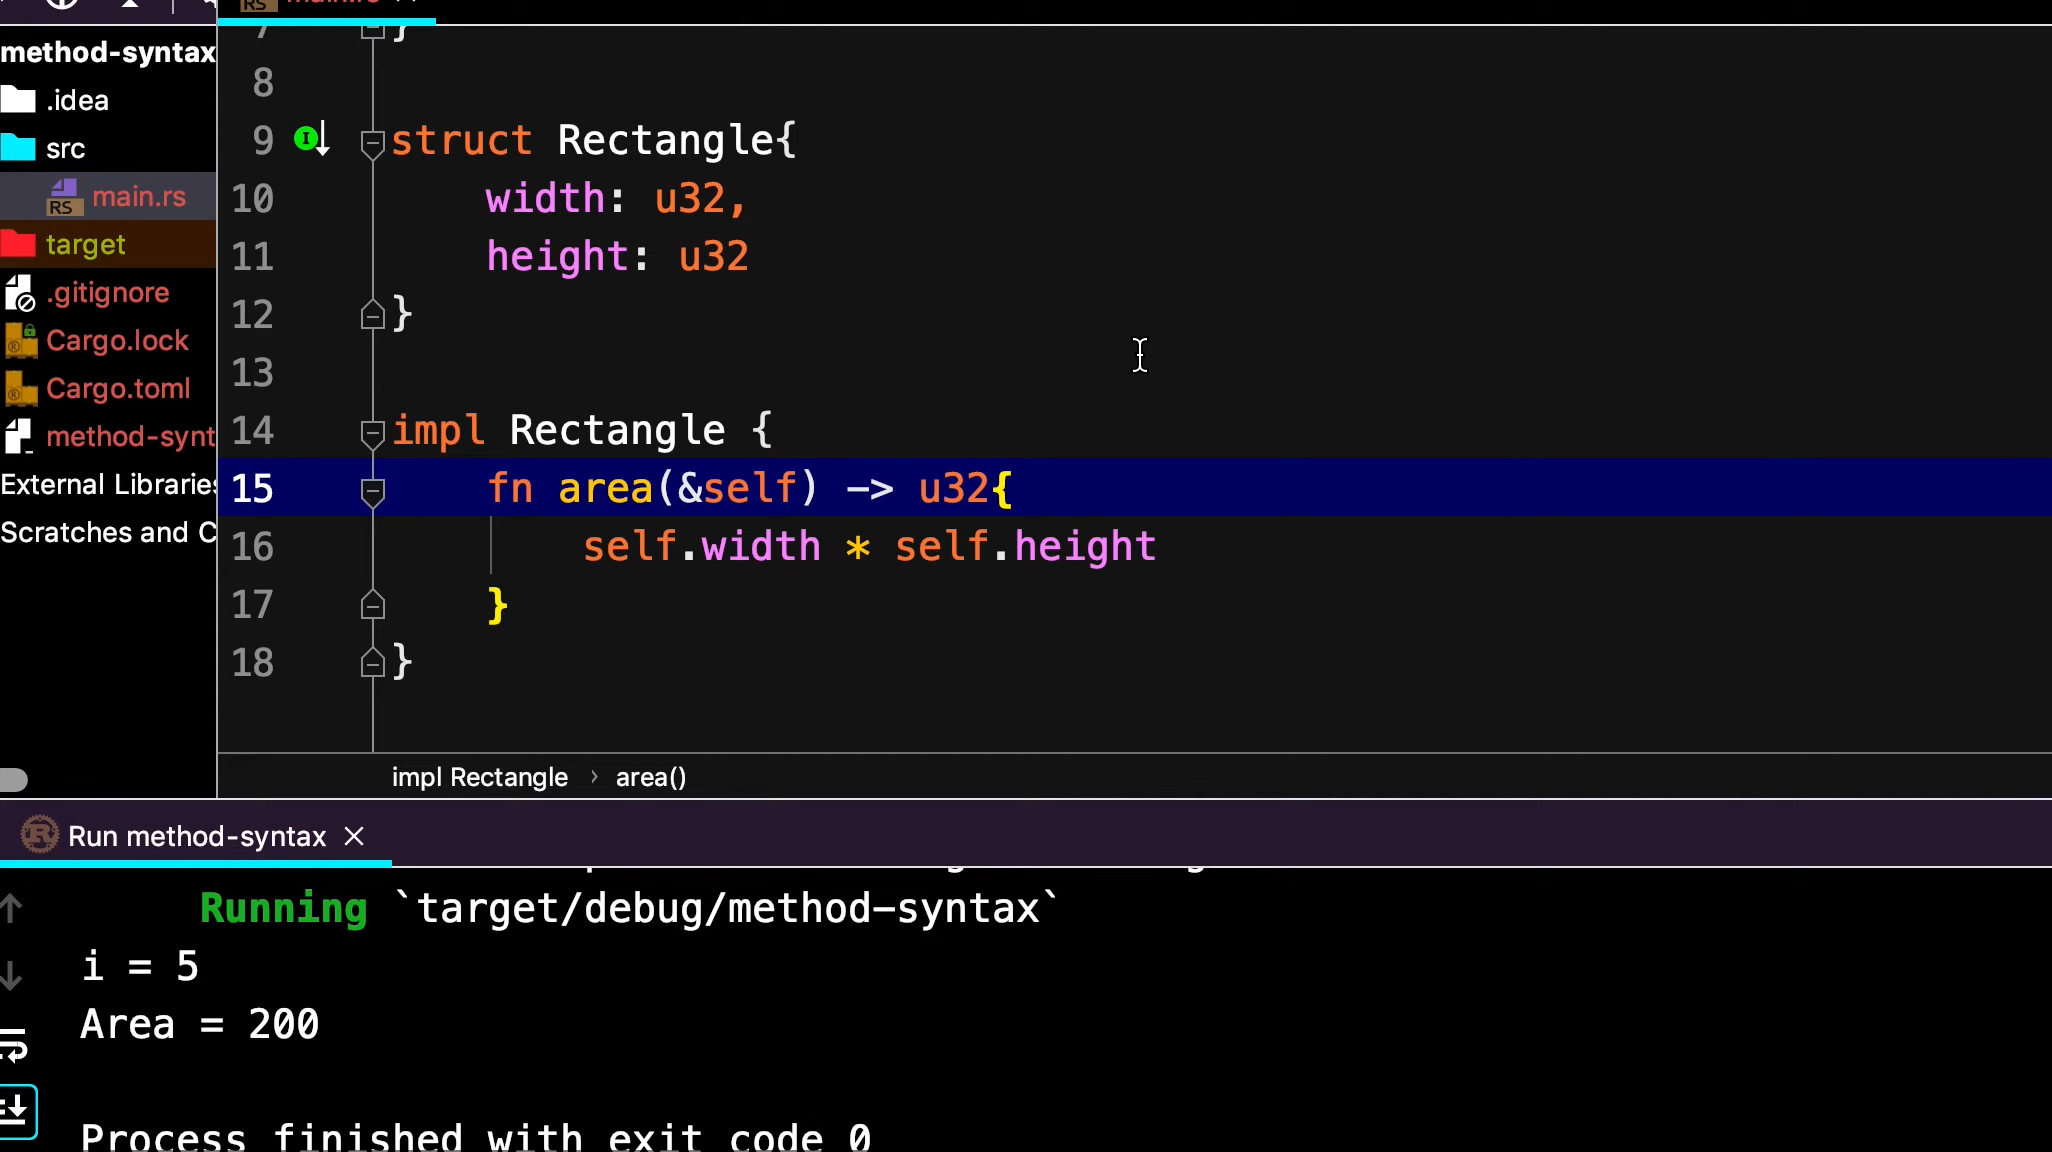 main.rs
method-syntax
.idea
src
main.rs
target
.gitignore
Cargo.lock
Cargo.toml
method-synt
External Libraries
Scratches and C
7 }
8
9 struct Rectangle{
10 width: u32,
11 height: u32
12 }
13
14 impl Rectangle {
15 fn area(&self) -> u32{
16 self.width * self.height
17 }
18 }
impl Rectangle › area()
Run method-syntax
Running `target/debug/method-syntax`
i = 5
Area = 200
Process finished with exit code 0